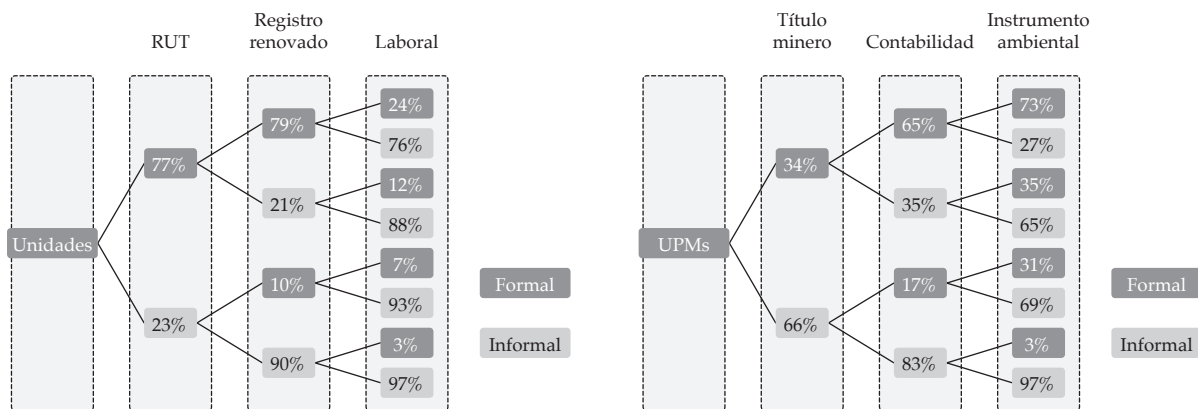 RUT
Registro
renovado
Laboral
Unidades
77%
23%
79%
21%
10%
90%
24%
76%
12%
88%
7%
93%
3%
97%
Formal
Informal
Título
minero
Contabilidad
Instrumento
ambiental
UPMs
34%
66%
65%
35%
17%
83%
73%
27%
35%
65%
31%
69%
3%
97%
Formal
Informal